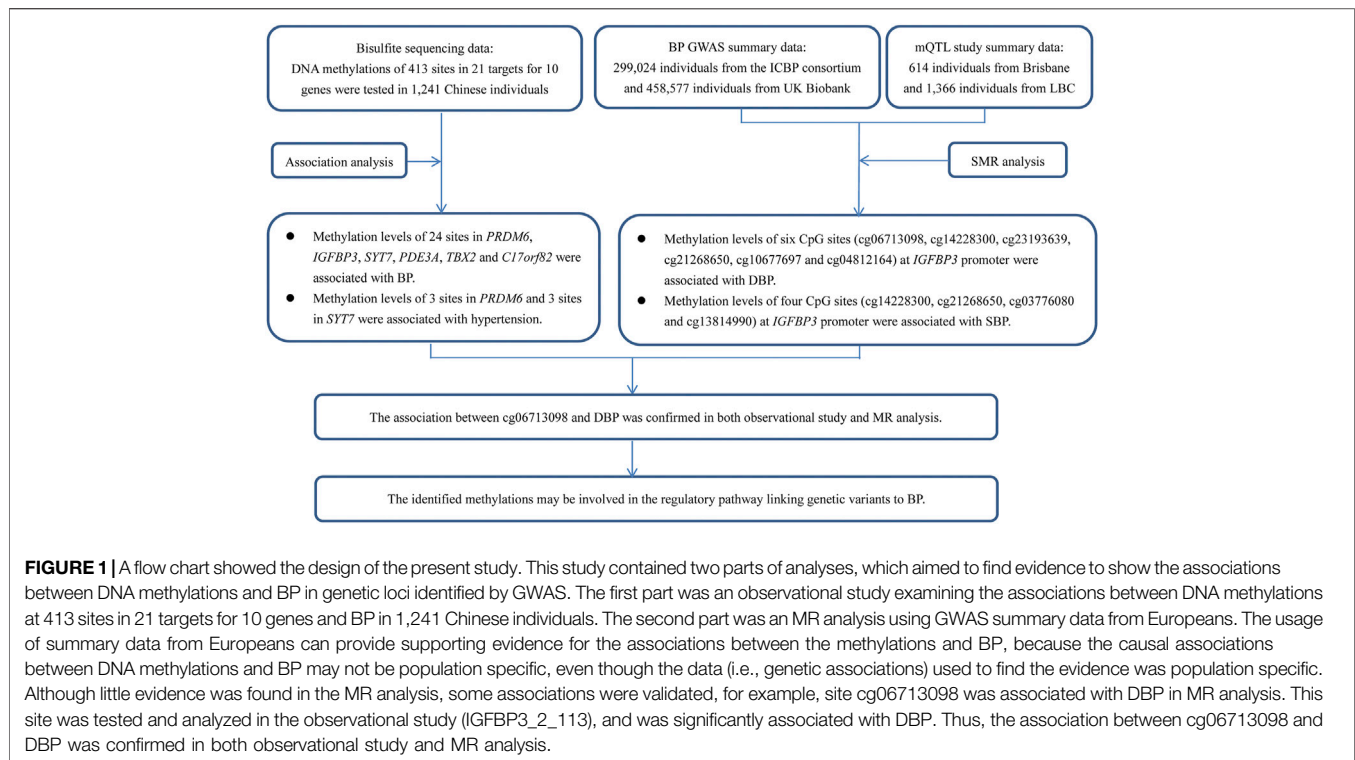 Bisulfite sequencing data:
DNA methylations of 413 sites in 21 targets for 10
genes were tested in 1,241 Chinese individuals
BP GWAS summary data:
299,024 individuals from the ICBP consortium
and 458,577 individuals from UK Biobank
mQTL study summary data:
614 individuals from Brisbane
and 1,366 individuals from LBC
Association analysis
SMR analysis
● Methylation levels of 24 sites in PRDM6,
IGFBP3, SYT7, PDE3A, TBX2 and C17orf82 were
associated with BP.
● Methylation levels of 3 sites in PRDM6 and 3 sites
in SYT7 were associated with hypertension.
● Methylation levels of six CpG sites (cg06713098, cg14228300, cg23193639,
cg21268650, cg10677697 and cg04812164) at IGFBP3 promoter were
associated with DBP.
● Methylation levels of four CpG sites (cg14228300, cg21268650, cg03776080
and cg13814990) at IGFBP3 promoter were associated with SBP.
The association between cg06713098 and DBP was confirmed in both observational study and MR analysis.
The identified methylations may be involved in the regulatory pathway linking genetic variants to BP.
FIGURE 1 | A flow chart showed the design of the present study. This study contained two parts of analyses, which aimed to find evidence to show the associations
between DNA methylations and BP in genetic loci identified by GWAS. The first part was an observational study examining the associations between DNA methylations
at 413 sites in 21 targets for 10 genes and BP in 1,241 Chinese individuals. The second part was an MR analysis using GWAS summary data from Europeans. The usage
of summary data from Europeans can provide supporting evidence for the associations between the methylations and BP, because the causal associations
between DNA methylations and BP may not be population specific, even though the data (i.e., genetic associations) used to find the evidence was population specific.
Although little evidence was found in the MR analysis, some associations were validated, for example, site cg06713098 was associated with DBP in MR analysis. This
site was tested and analyzed in the observational study (IGFBP3_2_113), and was significantly associated with DBP. Thus, the association between cg06713098 and
DBP was confirmed in both observational study and MR analysis.